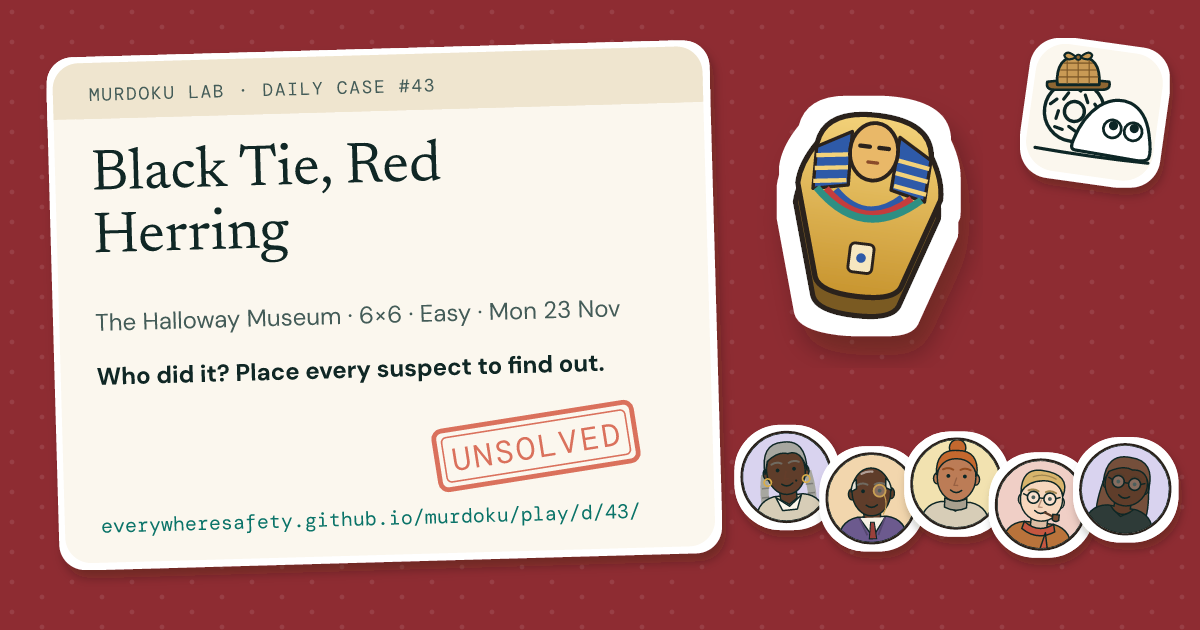 MURDOKU LAB · DAILY CASE #43
Black Tie, Red
Herring
The Halloway Museum · 6×6 · Easy · Mon 23 Nov
Who did it? Place every suspect to find out.
UNSOLVED
everywheresafety.github.io/murdoku/play/d/43/